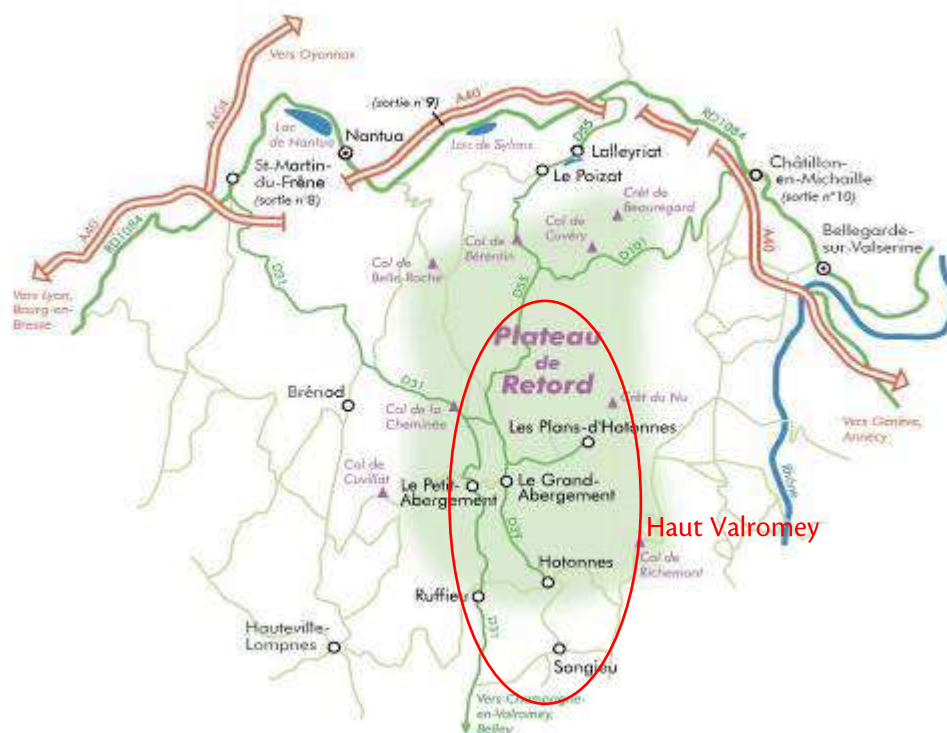 Vers Oyonnax
A404
(sortie n°9)
A40
RD1084
Lac
de Nantua
Nantua
Lac de Sylans
D55
Lalleyriat
St-Martin-
du-Frêne
(sortie n°8)
Le Poizat
Châtillon-
en-Michaille
(sortie n°10)
Crêt de
Beauregard
Col de
Cuvéry
A40
RD1084
Col de
Bérentin
D101
Bellegarde-
sur-Valserine
A40
Col de
Belle-Roche
D31
D55
Vers Lyon,
Bourg-en-
Bresse
Plateau
de
Retord
D31
Brénod
Crêt du Nu
Col de la
Cheminée
Vers Genève,
Annecy
Les Plans-d'Hotonnes
Col de
Cuvillat
Le Petit-
Abergement
Le Grand-
Abergement
Rhône
Haut Valromey
Hotonnes
Col de
Richemont
Ruffieu
D31
Hauteville-
Lompnes
Songieu
Vers Champagne-
en-Valromey,
Belley